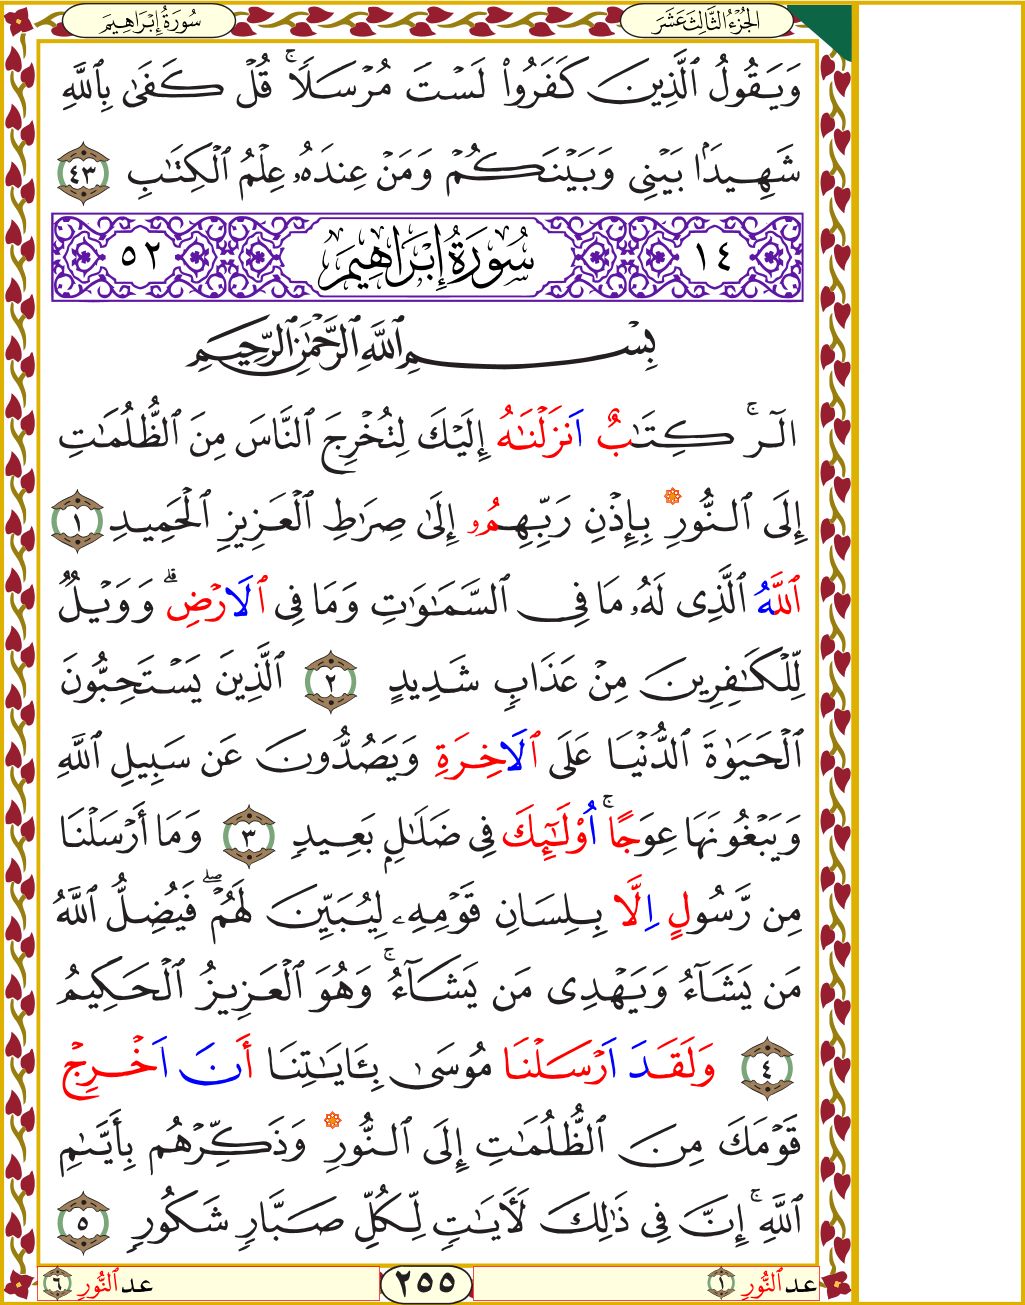 الجُزْءُ الثَّالِثَ عَشَرَ سُورَةُ إِبْرَاهِيمَ
وَيَقُولُ ٱلَّذِينَ كَفَرُواْ لَسۡتَ مُرۡسَلٗاۚ قُلۡ كَفَىٰ بِٱللَّهِ
شَهِيدَۢا بَيۡنِي وَبَيۡنَكُمۡ وَمَنۡ عِندَهُۥ عِلۡمُ ٱلۡكِتَٰبِ ٤٣
١٤ سُورَةُ إِبْرَاهِيمَ ٥٢
بِسۡمِ ٱللَّهِ ٱلرَّحۡمَٰنِ ٱلرَّحِيمِ
الٓرۚ كِتَٰبٌ اَنزَلۡنَٰهُ إِلَيۡكَ لِتُخۡرِجَ ٱلنَّاسَ مِنَ ٱلظُّلُمَٰتِ
إِلَى ٱلنُّورِ بِإِذۡنِ رَبِّهِمُۥ إِلَىٰ صِرَٰطِ ٱلۡعَزِيزِ ٱلۡحَمِيدِ ١
ٱللَّهُ ٱلَّذِى لَهُۥ مَا فِى ٱلسَّمَٰوَٰتِ وَمَا فِى ٱلَارۡضِۗ وَوَيۡلٞ
لِّلۡكَٰفِرِينَ مِنۡ عَذَابٖ شَدِيدٍ ٢ ٱلَّذِينَ يَسۡتَحِبُّونَ
ٱلۡحَيَوٰةَ ٱلدُّنۡيَا عَلَى ٱلَاخِرَةِ وَيَصُدُّونَ عَن سَبِيلِ ٱللَّهِ
وَيَبۡغُونَهَا عِوَجًاۚ اُوْلَٰٓئِكَ فِى ضَلَٰلِۭ بَعِيدٖ ٣ وَمَا أَرۡسَلۡنَا
مِن رَّسُولٍ اِلَّا بِلِسَانِ قَوۡمِهِۦ لِيُبَيِّنَ لَهُمۡۖ فَيُضِلُّ ٱللَّهُ
مَن يَشَآءُ وَيَهۡدِى مَن يَشَآءُۚ وَهُوَ ٱلۡعَزِيزُ ٱلۡحَكِيمُ
٤ وَلَقَدَ اَرۡسَلۡنَا مُوسَىٰ بِـَٔايَٰتِنَا أَنَ اَخۡرِجۡ
قَوۡمَكَ مِنَ ٱلظُّلُمَٰتِ إِلَى ٱلنُّورِ وَذَكِّرۡهُم بِأَيَّىٰمِ
ٱللَّهِۚ إِنَّ فِى ذَٰلِكَ لَأٓيَٰتٖ لِّكُلِّ صَبَّارٖ شَكُورٖ ٥
عد ٱلنُّورِ ١ ٢٥٥ عد ٱلنُّورِ ٦